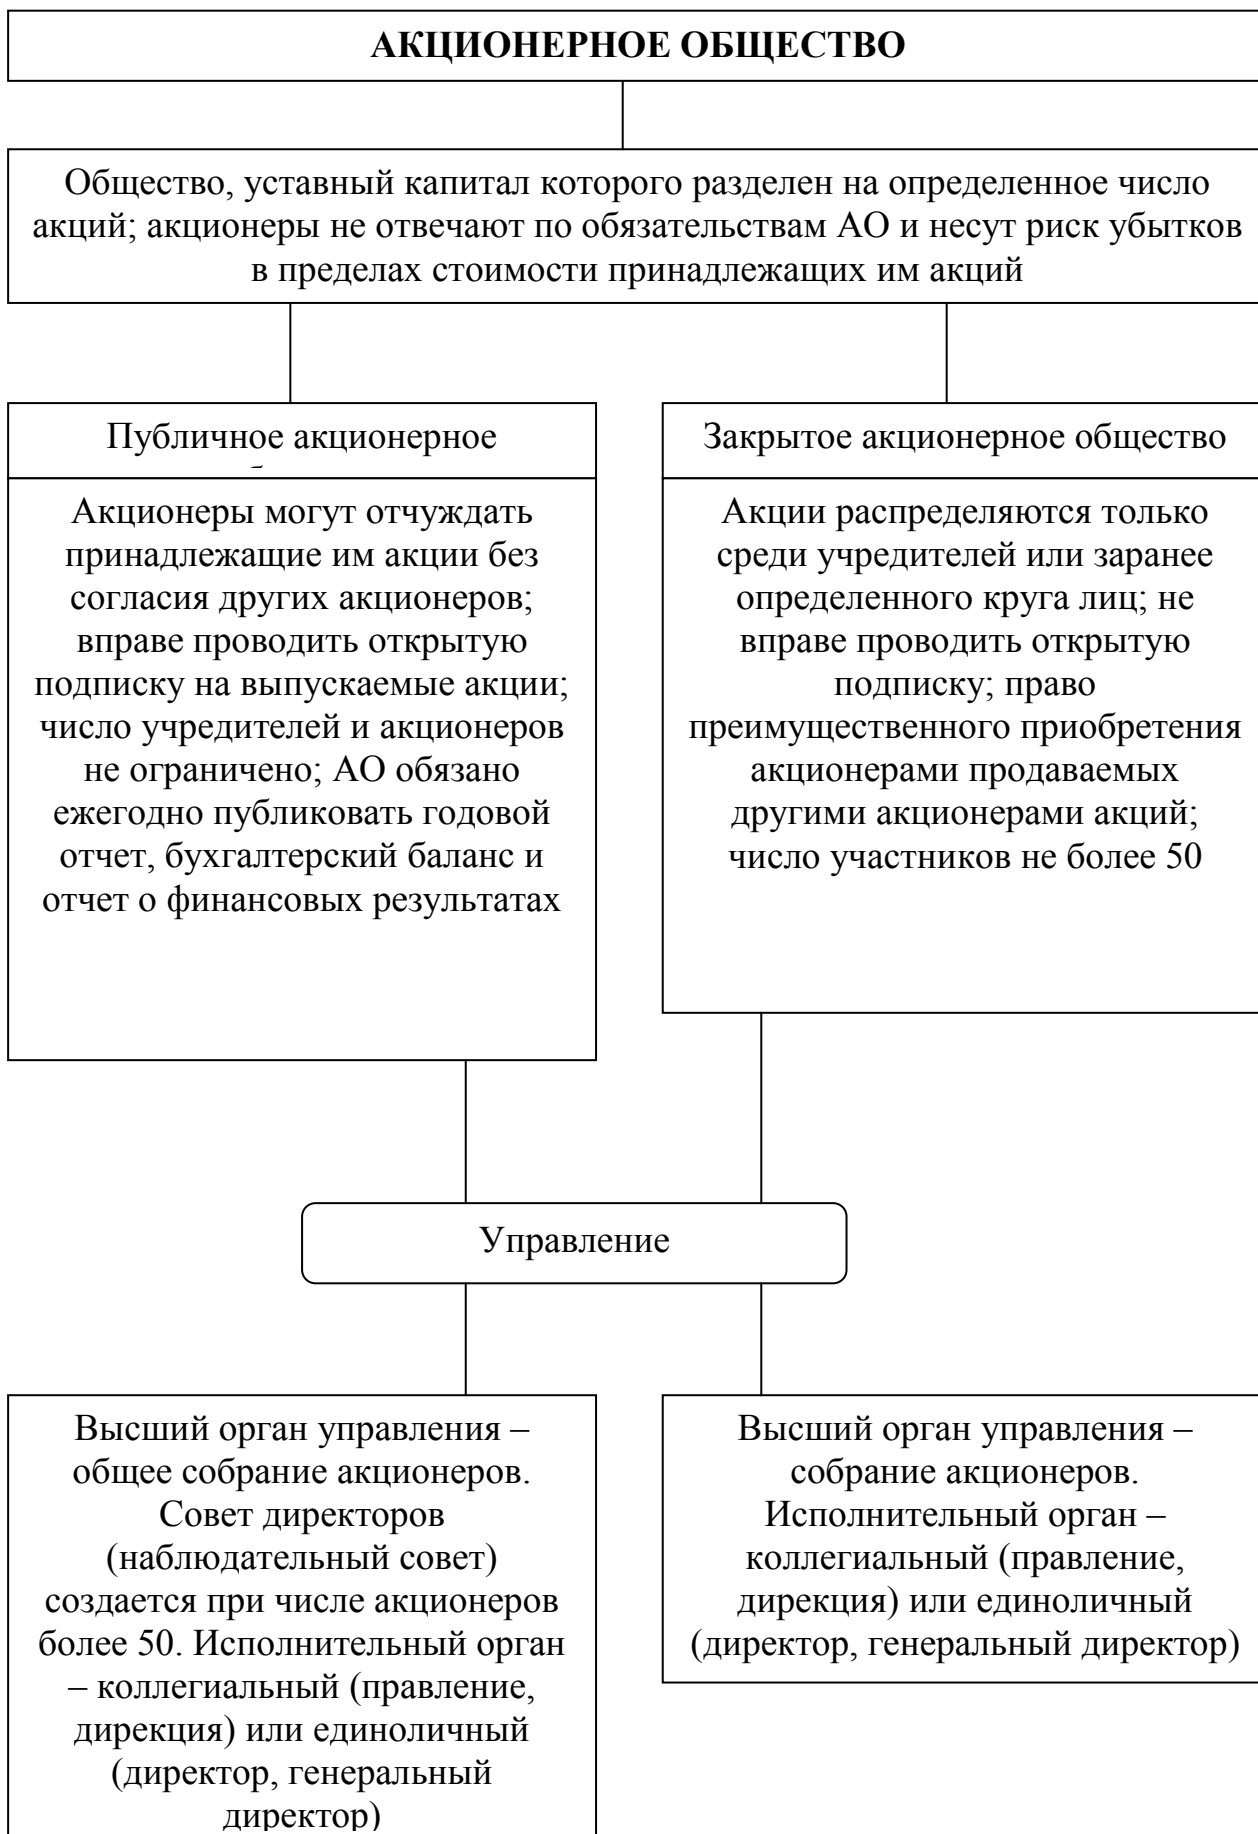 АКЦИОНЕРНОЕ ОБЩЕСТВО
Общество, уставный капитал которого разделен на определенное число
акций; акционеры не отвечают по обязательствам АО и несут риск убытков
в пределах стоимости принадлежащих им акций
Публичное акционерное
Акционеры могут отчуждать
принадлежащие им акции без
согласия других акционеров;
вправе проводить открытую
подписку на выпускаемые акции;
число учредителей и акционеров
не ограничено; АО обязано
ежегодно публиковать годовой
отчет, бухгалтерский баланс и
отчет о финансовых результатах
Закрытое акционерное общество
Акции распределяются только
среди учредителей или заранее
определенного круга лиц; не
вправе проводить открытую
подписку; право
преимущественного приобретения
акционерами продаваемых
другими акционерами акций;
число участников не более 50
Управление
Высший орган управления –
общее собрание акционеров.
Совет директоров
(наблюдательный совет)
создается при числе акционеров
более 50. Исполнительный орган
– коллегиальный (правление,
дирекция) или единоличный
(директор, генеральный
директор)
Высший орган управления –
собрание акционеров.
Исполнительный орган –
коллегиальный (правление,
дирекция) или единоличный
(директор, генеральный директор)